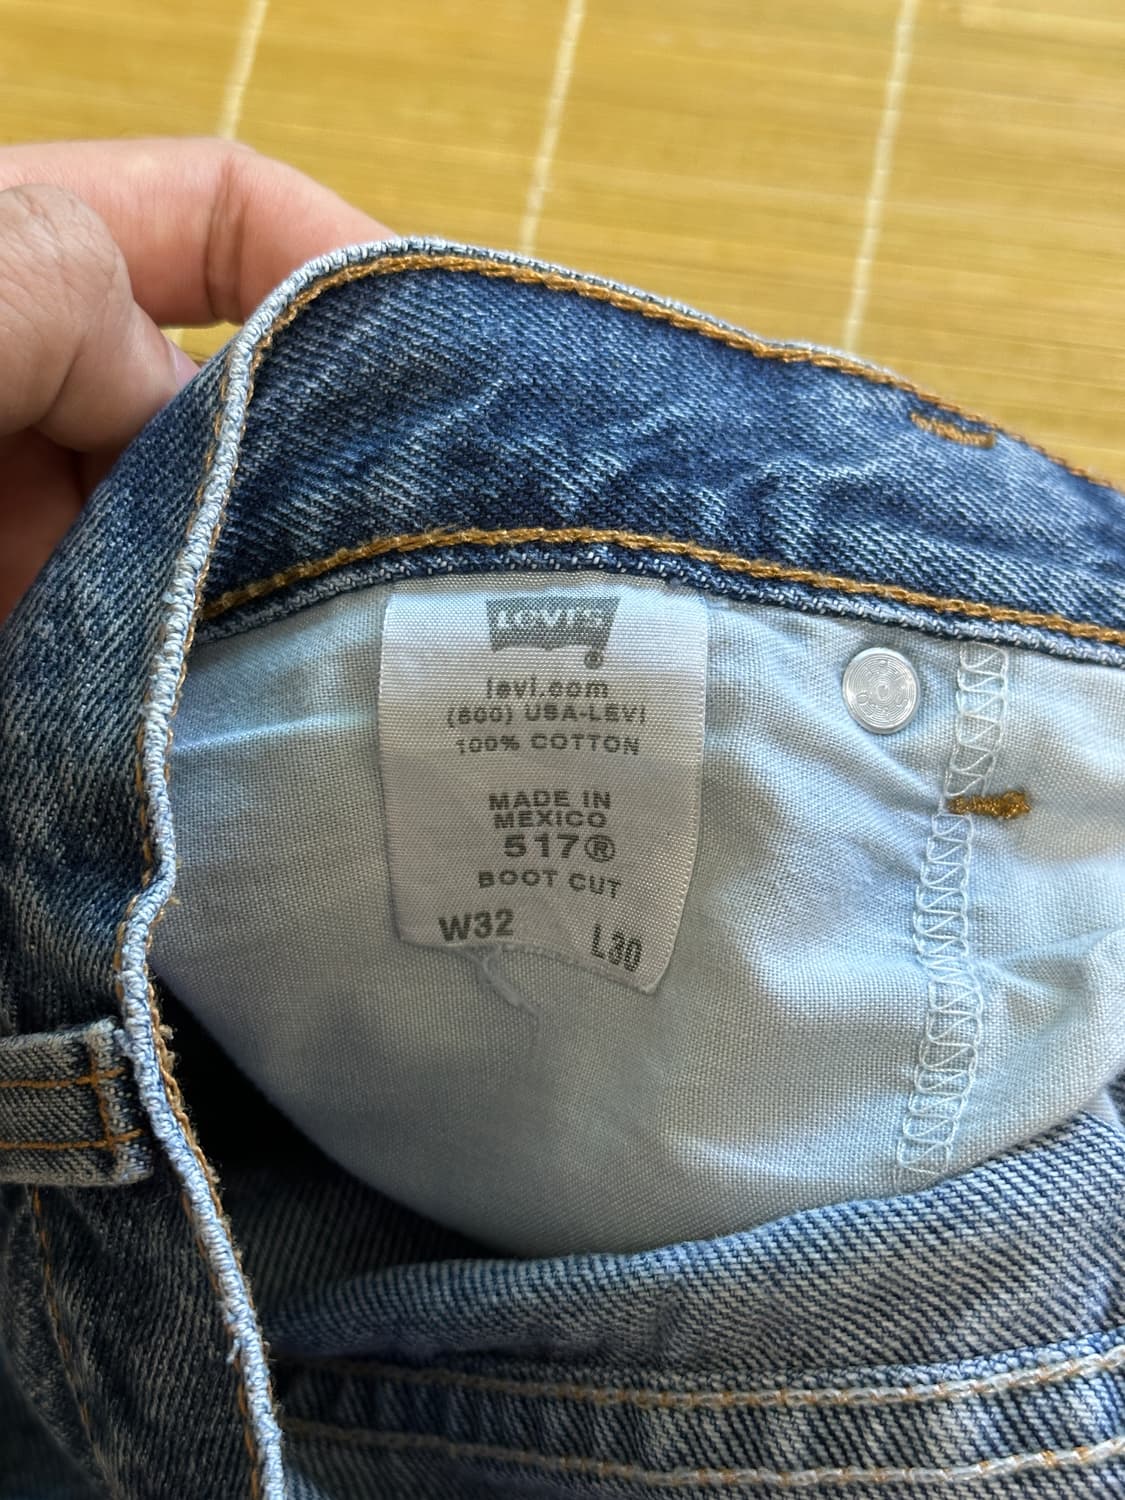 LEVI'S
®
levi.com
(800) USA-LEVI
100% COTTON
MADE IN
MEXICO
517®
BOOT CUT
W32 L30